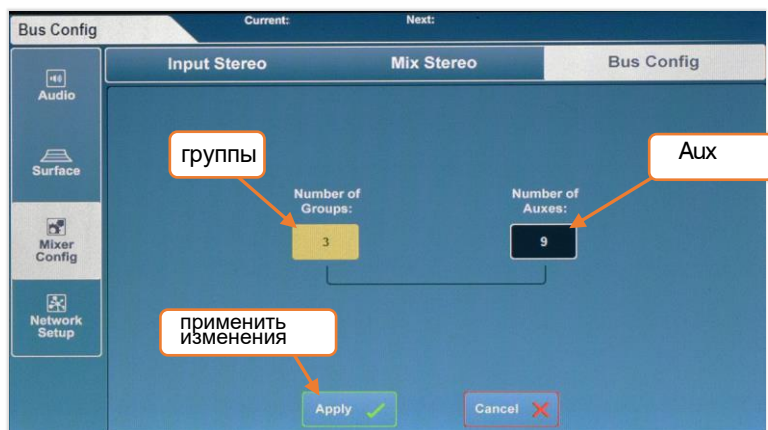 Bus Config
Current:
Next:
Input Stereo
Mix Stereo
Bus Config
Audio
Surface
Mixer
Config
Network
Setup
группы
Aux
Number of
Groups:
Number of
Auxes:
3
9
применить
изменения
Apply
Cancel